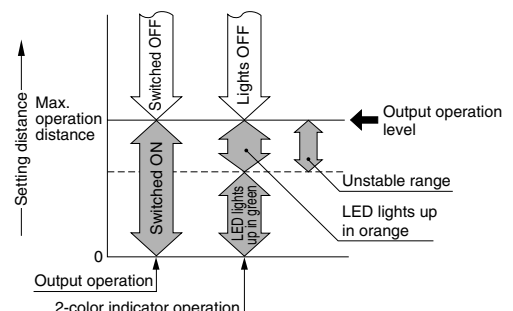 Setting distance
Max.
operation
distance
0
Switched OFF
Switched ON
Lights OFF
LED lights
up in green
Output operation
level
Unstable range
LED lights up
in orange
Output operation
2-color indicator operation